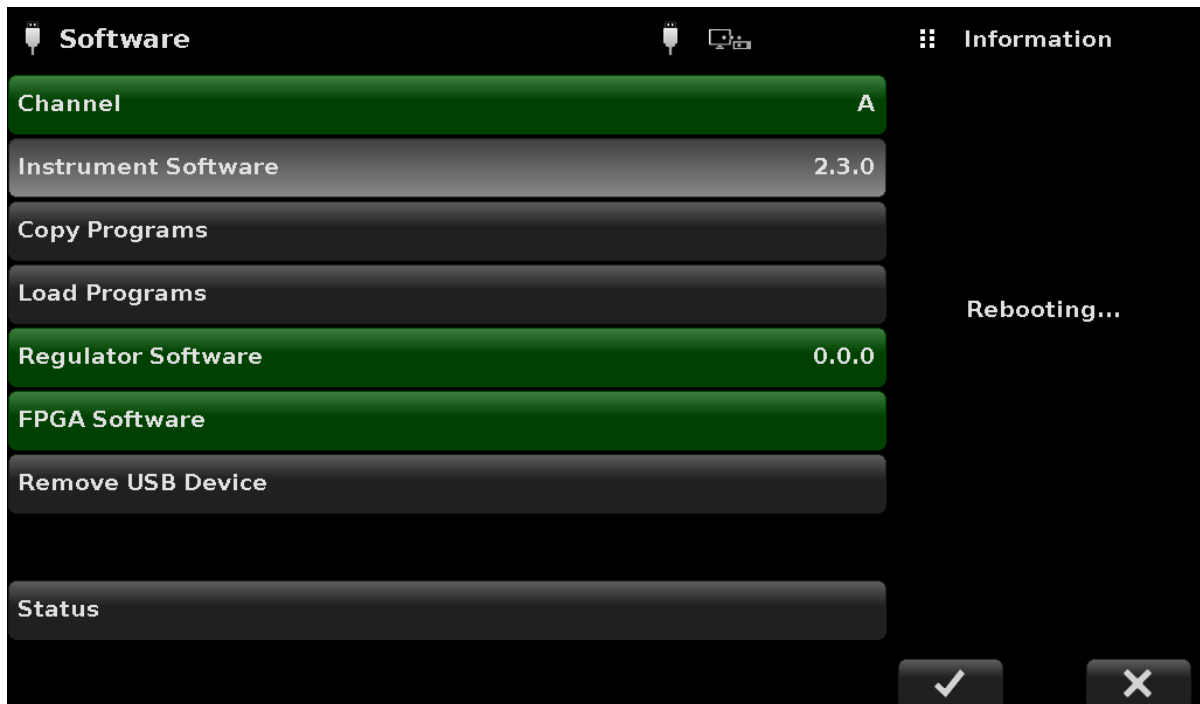 Software
Information
Channel A
Instrument Software 2.3.0
Copy Programs
Load Programs
Rebooting...
Regulator Software 0.0.0
FPGA Software
Remove USB Device
Status